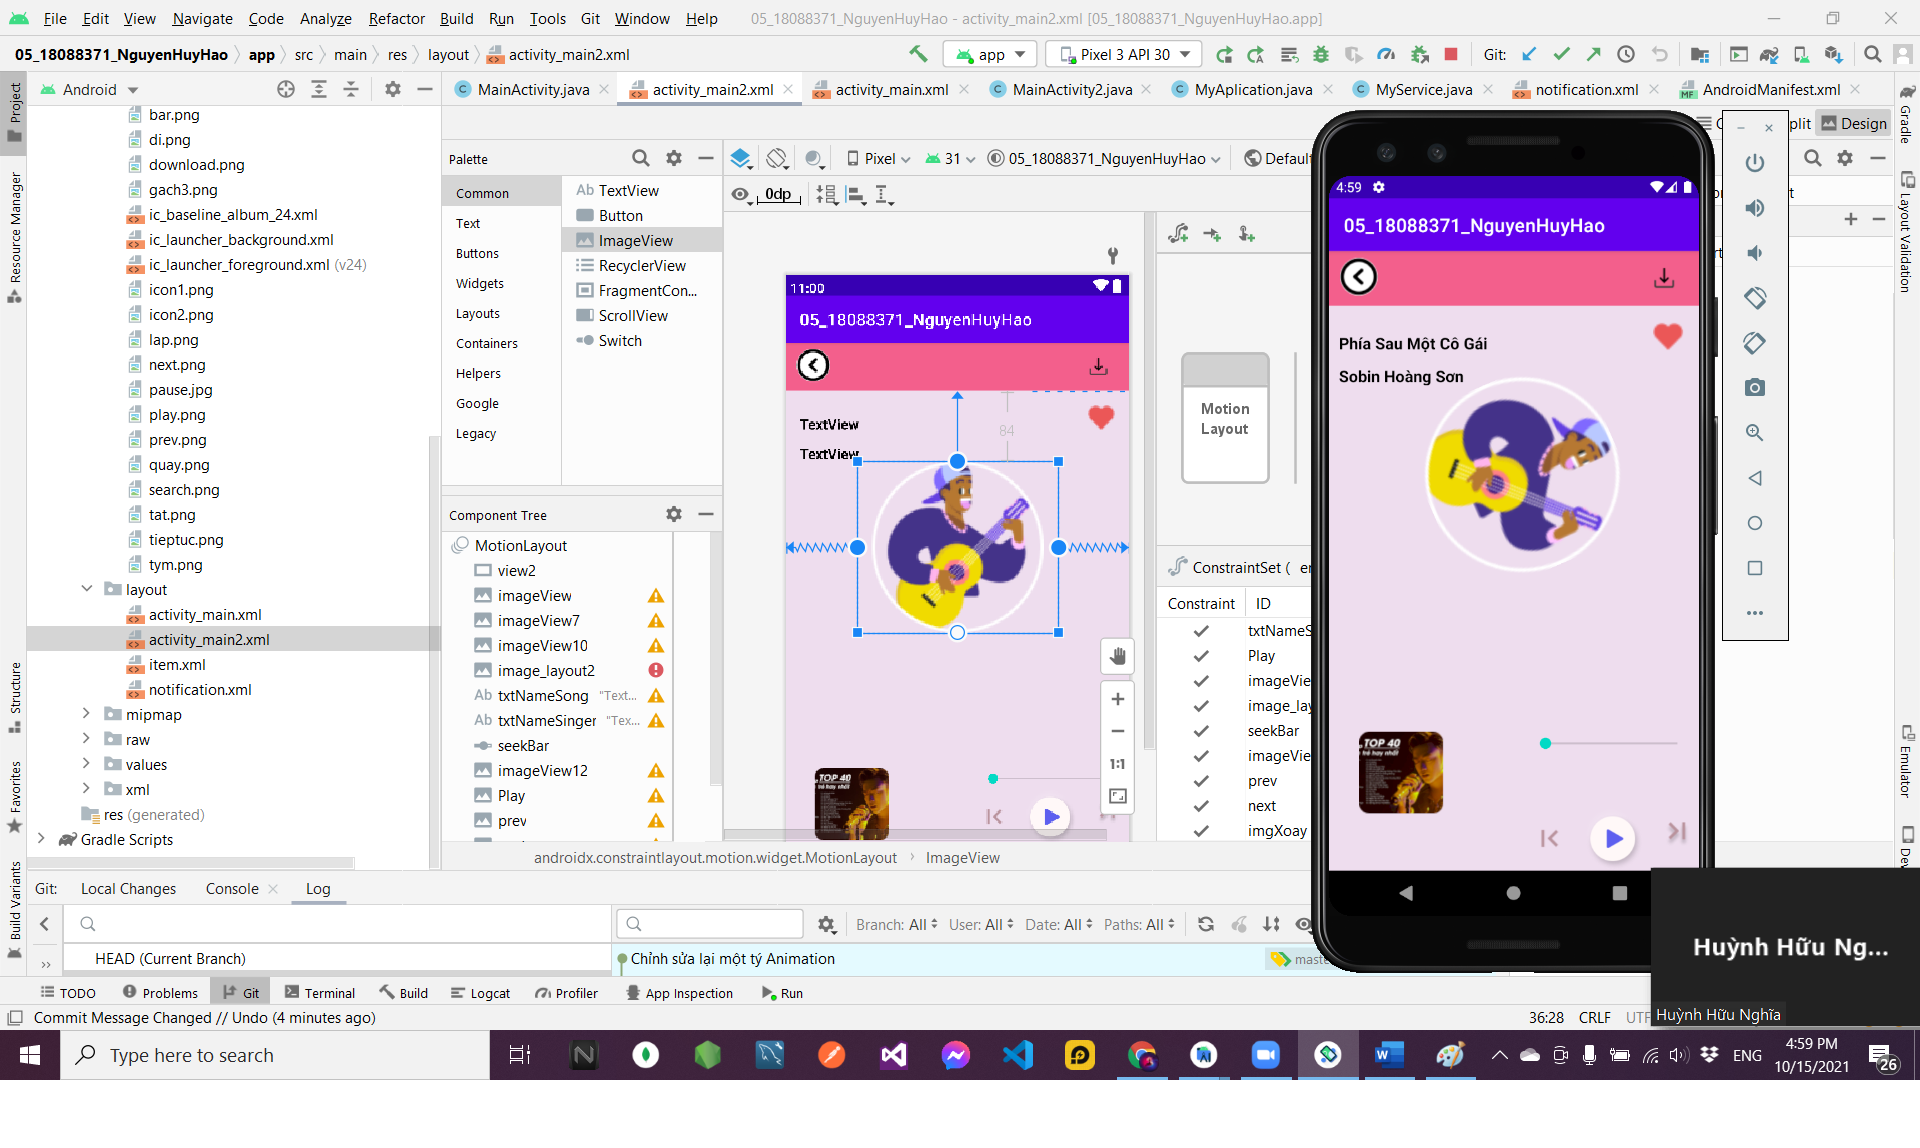 File Edit View Navigate Code Analyze Refactor Build Run Tools Git Window Help 05_18088371_NguyenHuyHao - activity_main2.xml [05_18088371_NguyenHuyHao.app]
05_18088371_NguyenHuyHao app src main res layout activity_main2.xml app Pixel 3 API 30 Git:
Project
Resource Manager
Structure
Favorites
Build Variants
Android
bar.png
di.png
download.png
gach3.png
ic_baseline_album_24.xml
ic_launcher_background.xml
ic_launcher_foreground.xml (v24)
icon1.png
icon2.png
lap.png
next.png
pause.jpg
play.png
prev.png
quay.png
search.png
tat.png
tieptuc.png
tym.png
layout
activity_main.xml
activity_main2.xml
item.xml
notification.xml
mipmap
raw
values
xml
res (generated)
Gradle Scripts
MainActivity.java activity_main2.xml activity_main.xml MainActivity2.java MyAplication.java MyService.java notification.xml AndroidManifest.xml
plit Design
Palette
Common
Text
Buttons
Widgets
Layouts
Containers
Helpers
Google
Legacy
Ab TextView
Button
ImageView
RecyclerView
FragmentCon...
ScrollView
Switch
Pixel 31 05_18088371_NguyenHuyHao Default
0dp
Component Tree
MotionLayout
view2
imageView
imageView7
imageView10
image_layout2
Ab txtNameSong "Text...
Ab txtNameSinger "Tex...
seekBar
imageView12
Play
prev
11:00
05_18088371_NguyenHuyHao
84
TextView
TextView
TOP 40
1:1
Motion
Layout
ConstraintSet ( er
Constraint ID
txtNameS
Play
imageVie
image_lay
seekBar
imageVie
prev
next
imgXoay
androidx.constraintlayout.motion.widget.MotionLayout ImageView
4:59
05_18088371_NguyenHuyHao
Phía Sau Một Cô Gái
Sobin Hoàng Sơn
TOP 40
Gradle
Layout Validation
Emulator
Git: Local Changes Console Log
Branch: All User: All Date: All Paths: All
HEAD (Current Branch)
Chỉnh sửa lại một tý Animation
maste
TODO Problems Git Terminal Build Logcat Profiler App Inspection Run
Commit Message Changed // Undo (4 minutes ago)
36:28 CRLF UTF
Huỳnh Hữu Ng...
Huỳnh Hữu Nghĩa
Type here to search
ENG
4:59 PM
10/15/2021
26